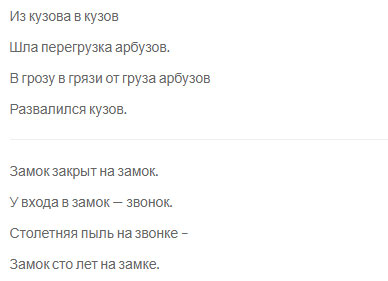 Из кузова в кузов
Шла перегрузка арбузов.
В грозу в грязи от груза арбузов
Развалился кузов.
Замок закрыт на замок.
У входа в замок — звонок.
Столетняя пыль на звонке –
Замок сто лет на замке.